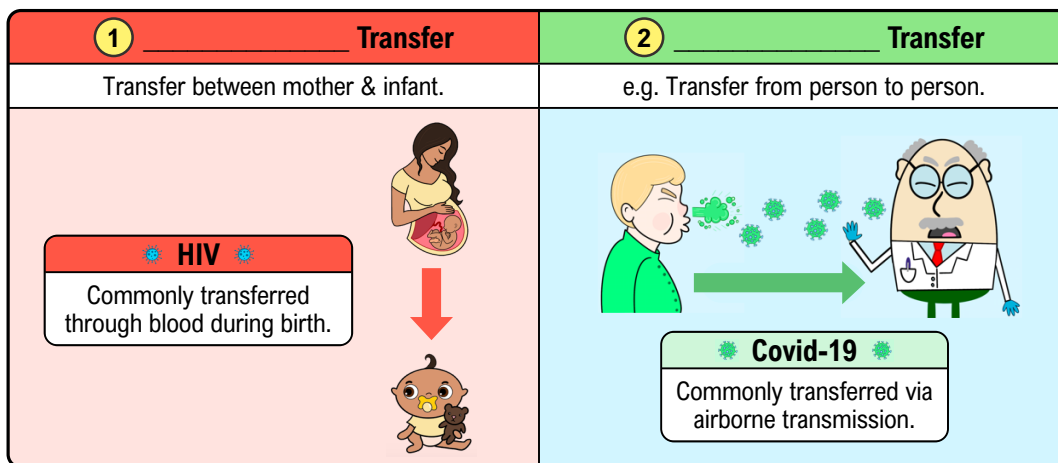 1 ______________ Transfer
Transfer between mother & infant.
HIV
Commonly transferred
through blood during birth.
2 ______________ Transfer
e.g. Transfer from person to person.
Covid-19
Commonly transferred via
airborne transmission.